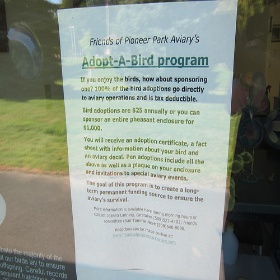 Friends of Pioneer Park Aviary's
Adopt-A-Bird program
If you enjoy the birds, how about sponsoring
one? 100% of the bird adoptions go directly
to aviary operations and is tax deductible.
Bird adoptions are $25 annually or you can
sponsor an entire pheasant enclosure for
$1,000.
You will receive an adoption certificate, a fact
sheet with information about your bird and
an aviary decal. Pen adoptions include all the
above as well as a plaque on your enclosure
and invitations to special aviary events.
The goal of this program is to create a long-
term permanent funding source to ensure the
aviary's survival.